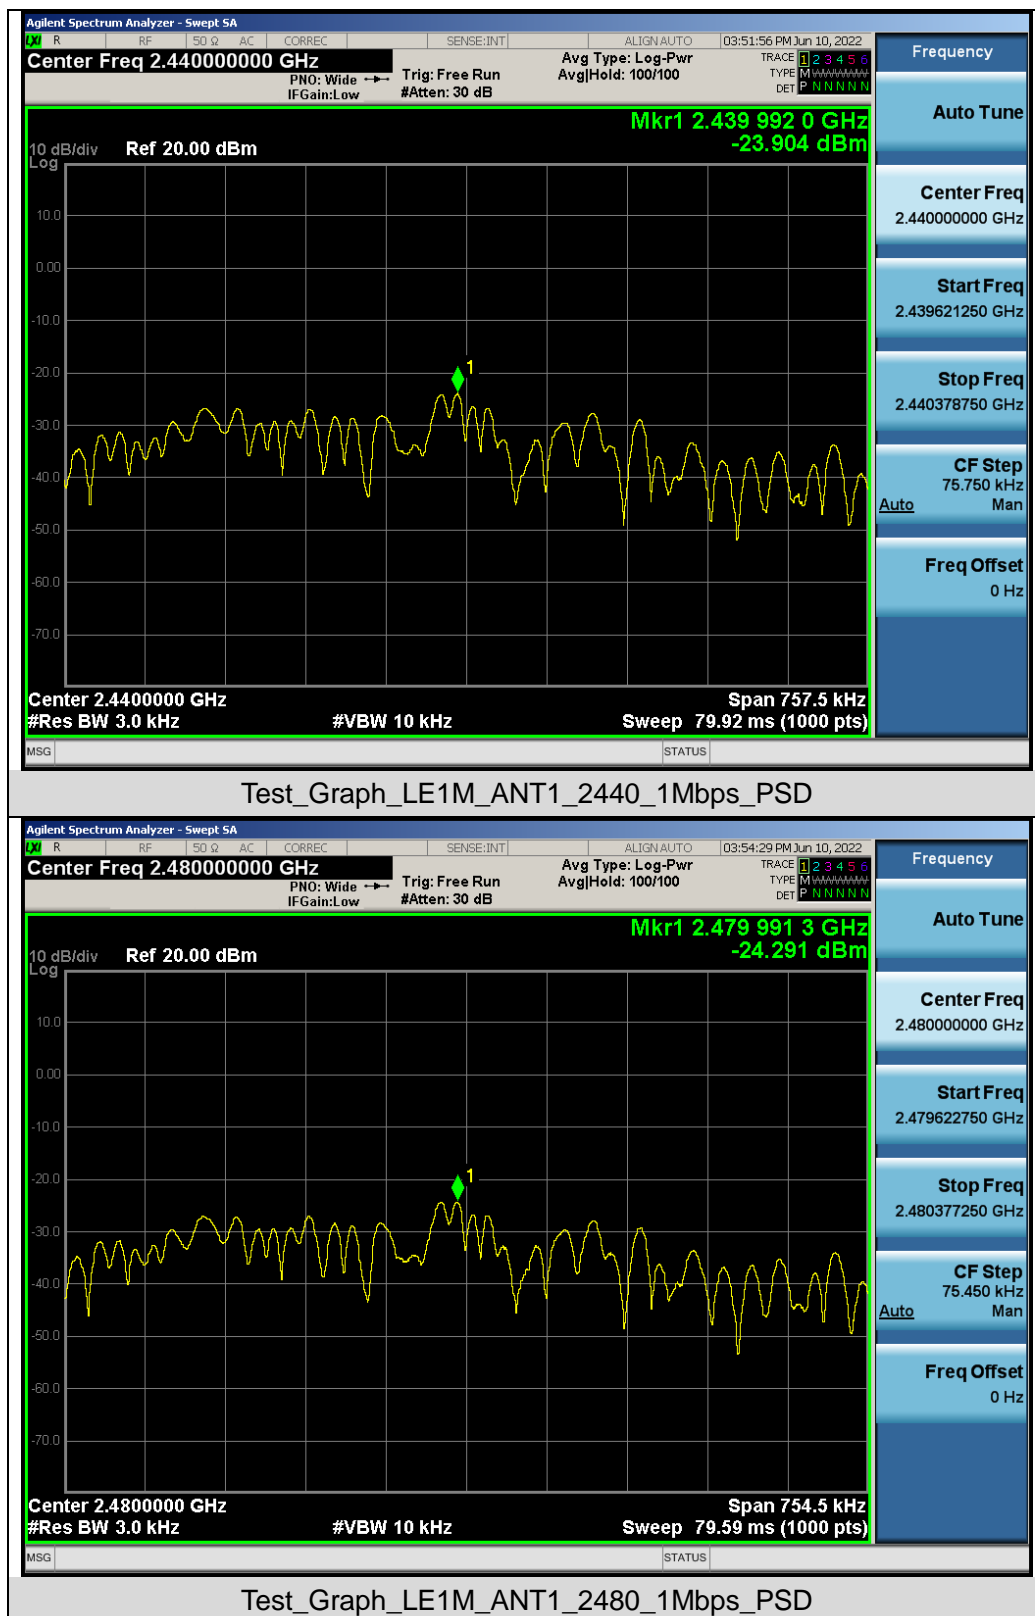 Agilent Spectrum Analyzer - Swept SA
LXI R RF 50 Ω AC CORREC SENSE:INT ALIGN AUTO 03:51:56 PM Jun 10, 2022
Center Freq 2.440000000 GHz
PNO: Wide Trig: Free Run Avg Type: Log-Pwr TRACE 1 2 3 4 5 6
IFGain:Low #Atten: 30 dB Avg|Hold: 100/100 TYPE M WWWWW
DET P N N N N N
Frequency
Mkr1 2.439 992 0 GHz
-23.904 dBm
10 dB/div Ref 20.00 dBm
Log
10.0
0.00
-10.0
-20.0
-30.0
-40.0
-50.0
-60.0
-70.0
1
Center 2.4400000 GHz Span 757.5 kHz
#Res BW 3.0 kHz #VBW 10 kHz Sweep 79.92 ms (1000 pts)
MSG STATUS
Auto Tune
Center Freq
2.440000000 GHz
Start Freq
2.439621250 GHz
Stop Freq
2.440378750 GHz
CF Step
75.750 kHz
Auto Man
Freq Offset
0 Hz
Test_Graph_LE1M_ANT1_2440_1Mbps_PSD
Agilent Spectrum Analyzer - Swept SA
LXI R RF 50 Ω AC CORREC SENSE:INT ALIGN AUTO 03:54:29 PM Jun 10, 2022
Center Freq 2.480000000 GHz
PNO: Wide Trig: Free Run Avg Type: Log-Pwr TRACE 1 2 3 4 5 6
IFGain:Low #Atten: 30 dB Avg|Hold: 100/100 TYPE M WWWWW
DET P N N N N N
Frequency
Mkr1 2.479 991 3 GHz
-24.291 dBm
10 dB/div Ref 20.00 dBm
Log
10.0
0.00
-10.0
-20.0
-30.0
-40.0
-50.0
-60.0
-70.0
1
Center 2.4800000 GHz Span 754.5 kHz
#Res BW 3.0 kHz #VBW 10 kHz Sweep 79.59 ms (1000 pts)
MSG STATUS
Auto Tune
Center Freq
2.480000000 GHz
Start Freq
2.479622750 GHz
Stop Freq
2.480377250 GHz
CF Step
75.450 kHz
Auto Man
Freq Offset
0 Hz
Test_Graph_LE1M_ANT1_2480_1Mbps_PSD